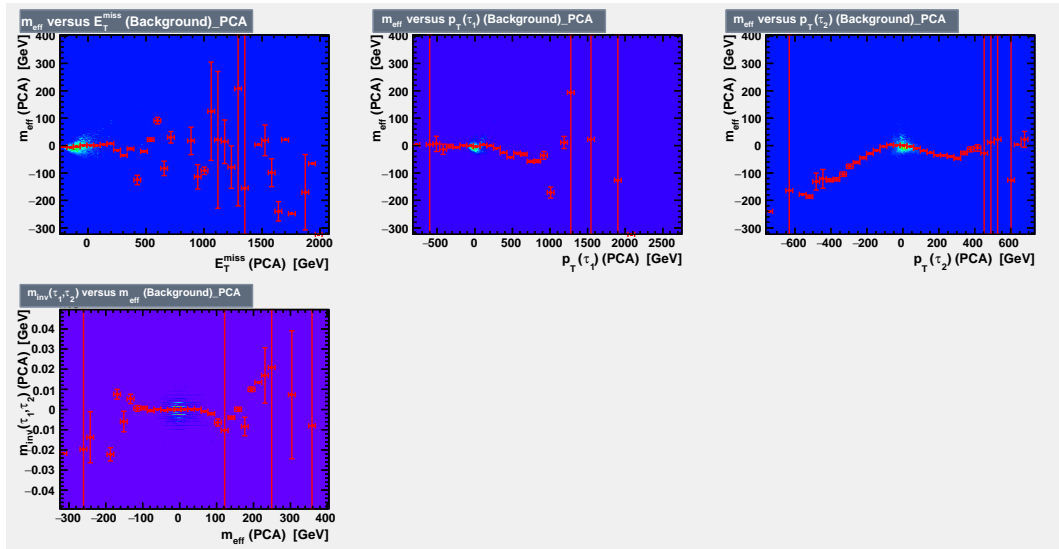 m_eff versus E_T^miss (Background)_PCA
m_eff versus p_T(τ_1) (Background)_PCA
m_eff versus p_T(τ_2) (Background)_PCA
m_eff (PCA) [GeV]
400
300
200
100
0
−100
−200
−300
0 500 1000 1500 2000
E_T^miss (PCA) [GeV]
m_eff (PCA) [GeV]
400
300
200
100
0
−100
−200
−300
−500 0 500 1000 1500 2000 2500
p_T(τ_1) (PCA) [GeV]
m_eff (PCA) [GeV]
400
300
200
100
0
−100
−200
−300
−600 −400 −200 0 200 400 600
p_T(τ_2) (PCA) [GeV]
m_inv(τ_1,τ_2) versus m_eff (Background)_PCA
m_inv(τ_1,τ_2) (PCA) [GeV]
0.04
0.03
0.02
0.01
0
−0.01
−0.02
−0.03
−0.04
−300 −200 −100 0 100 200 300 400
m_eff (PCA) [GeV]